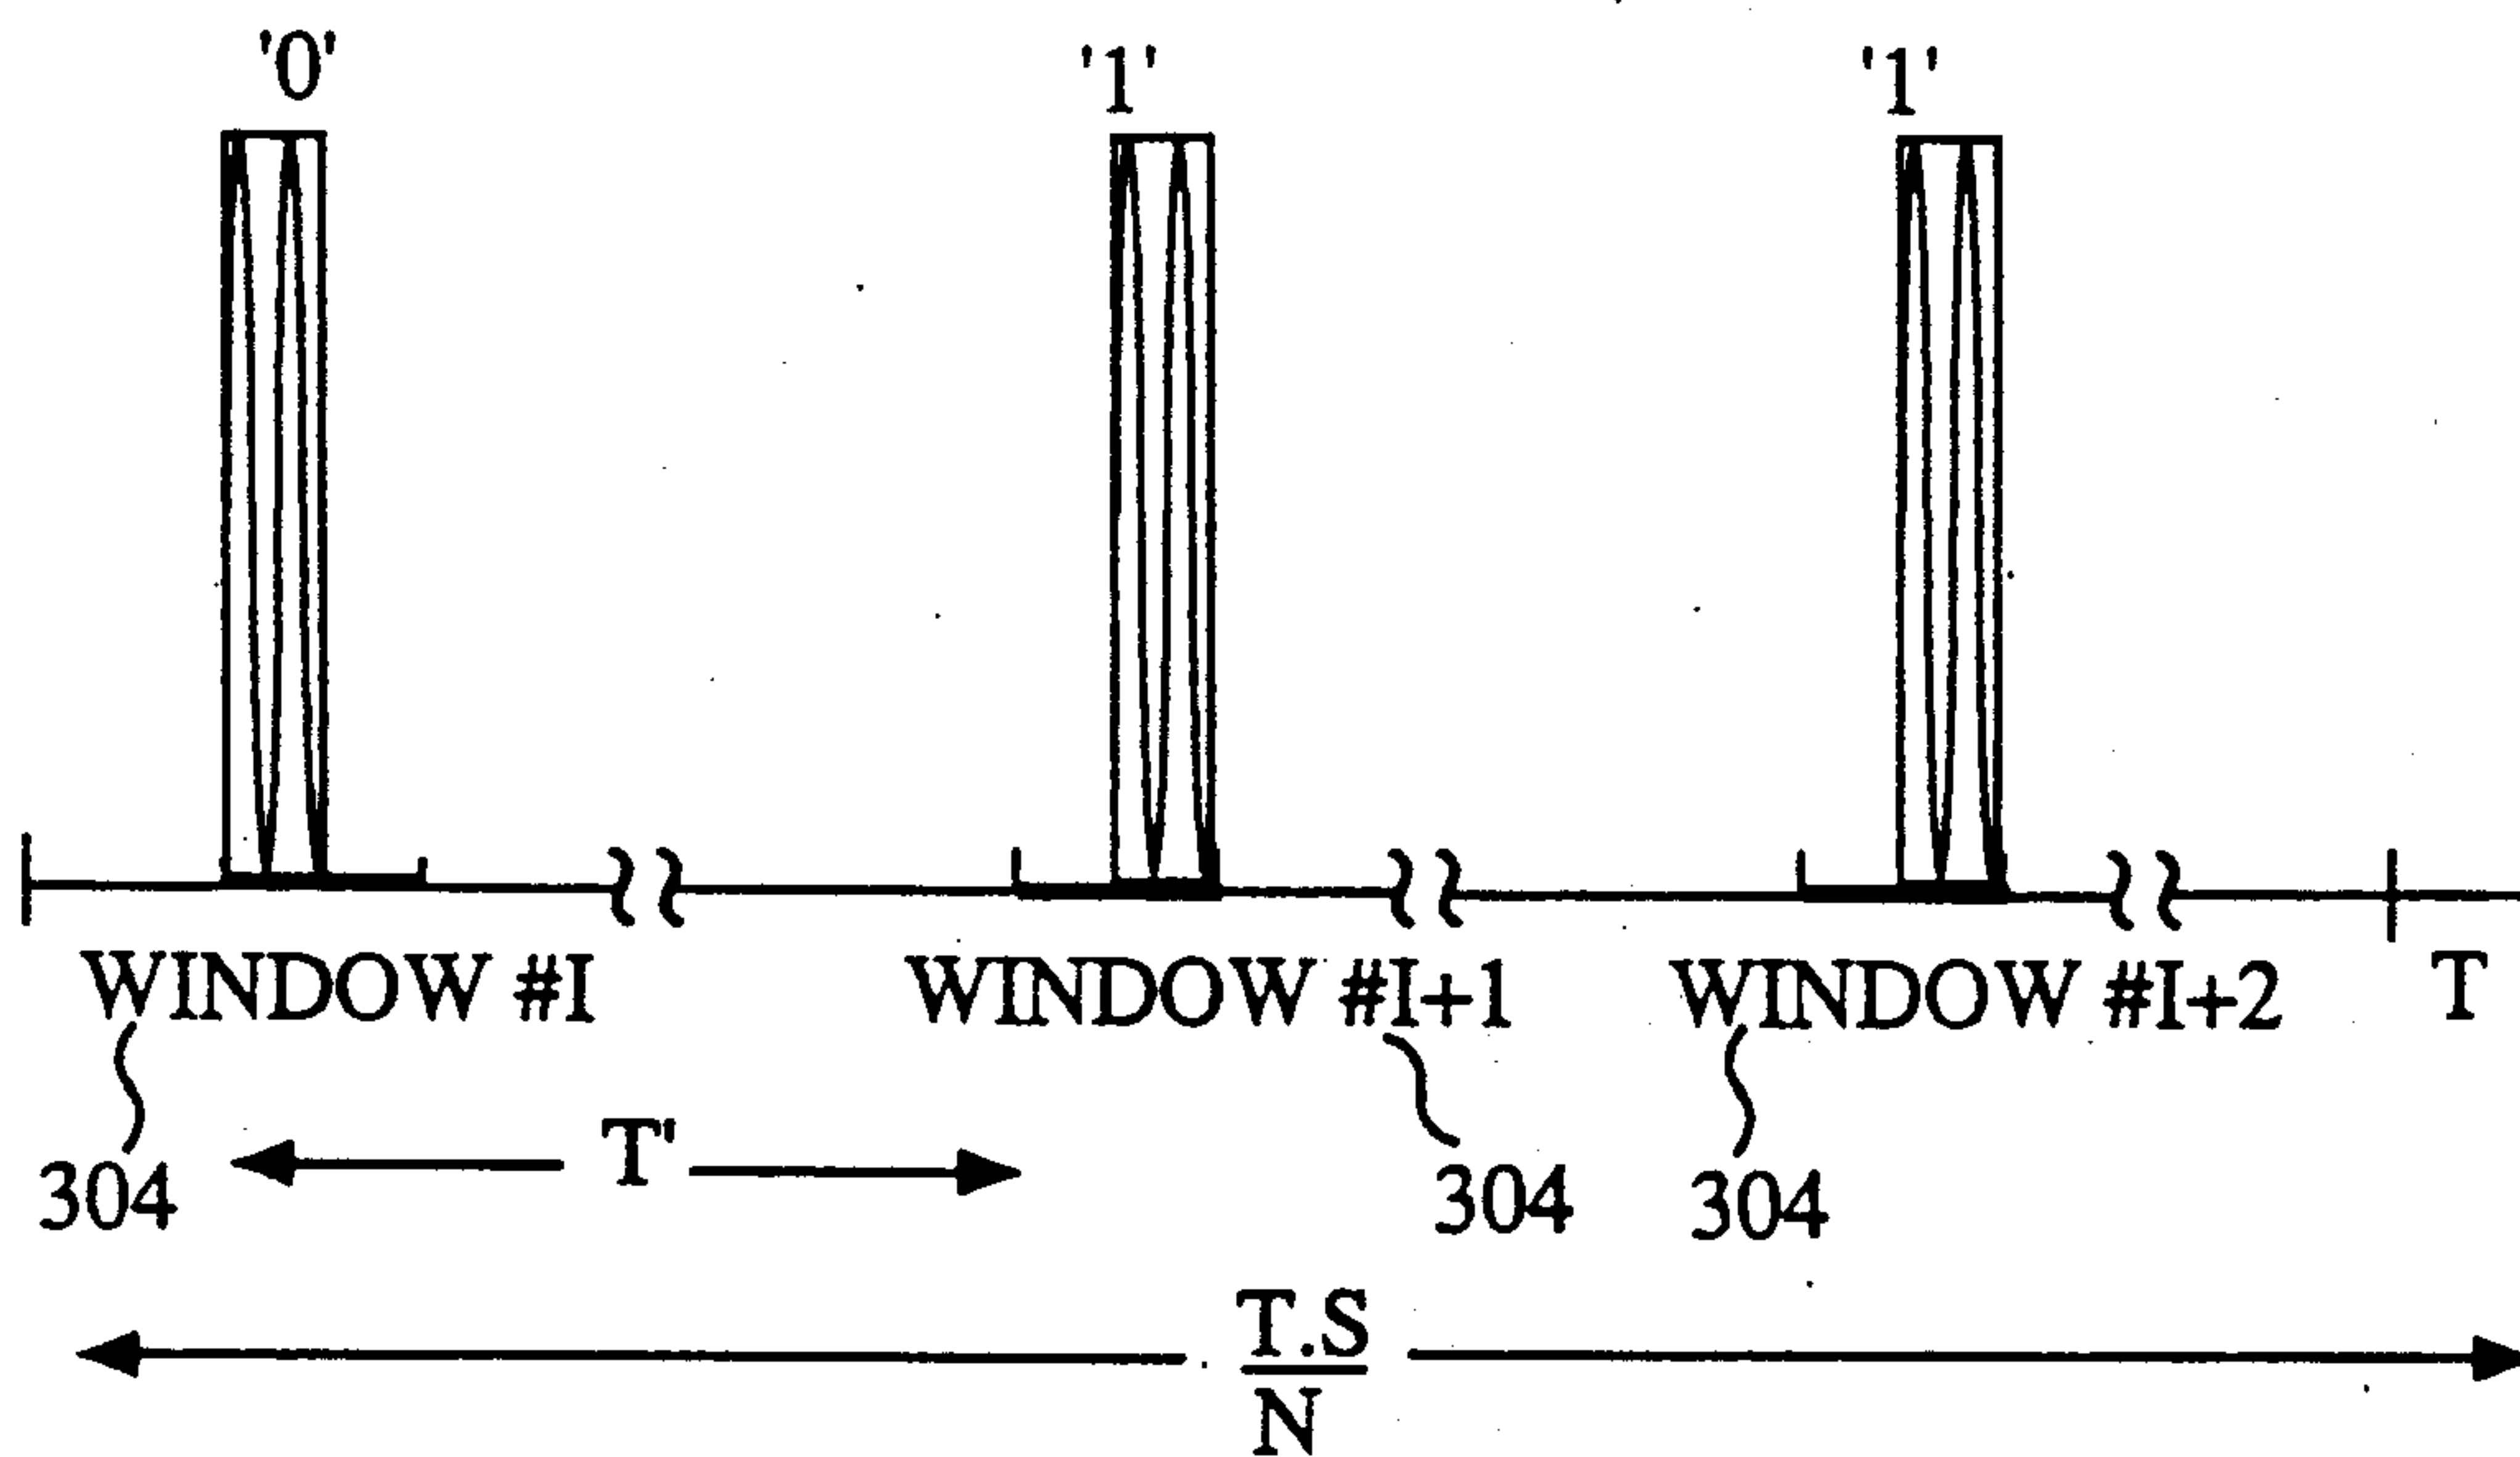 '0' '1' '1'
WINDOW #I WINDOW #I+1 WINDOW #I+2 T
T'
304 304 304
T.S
N